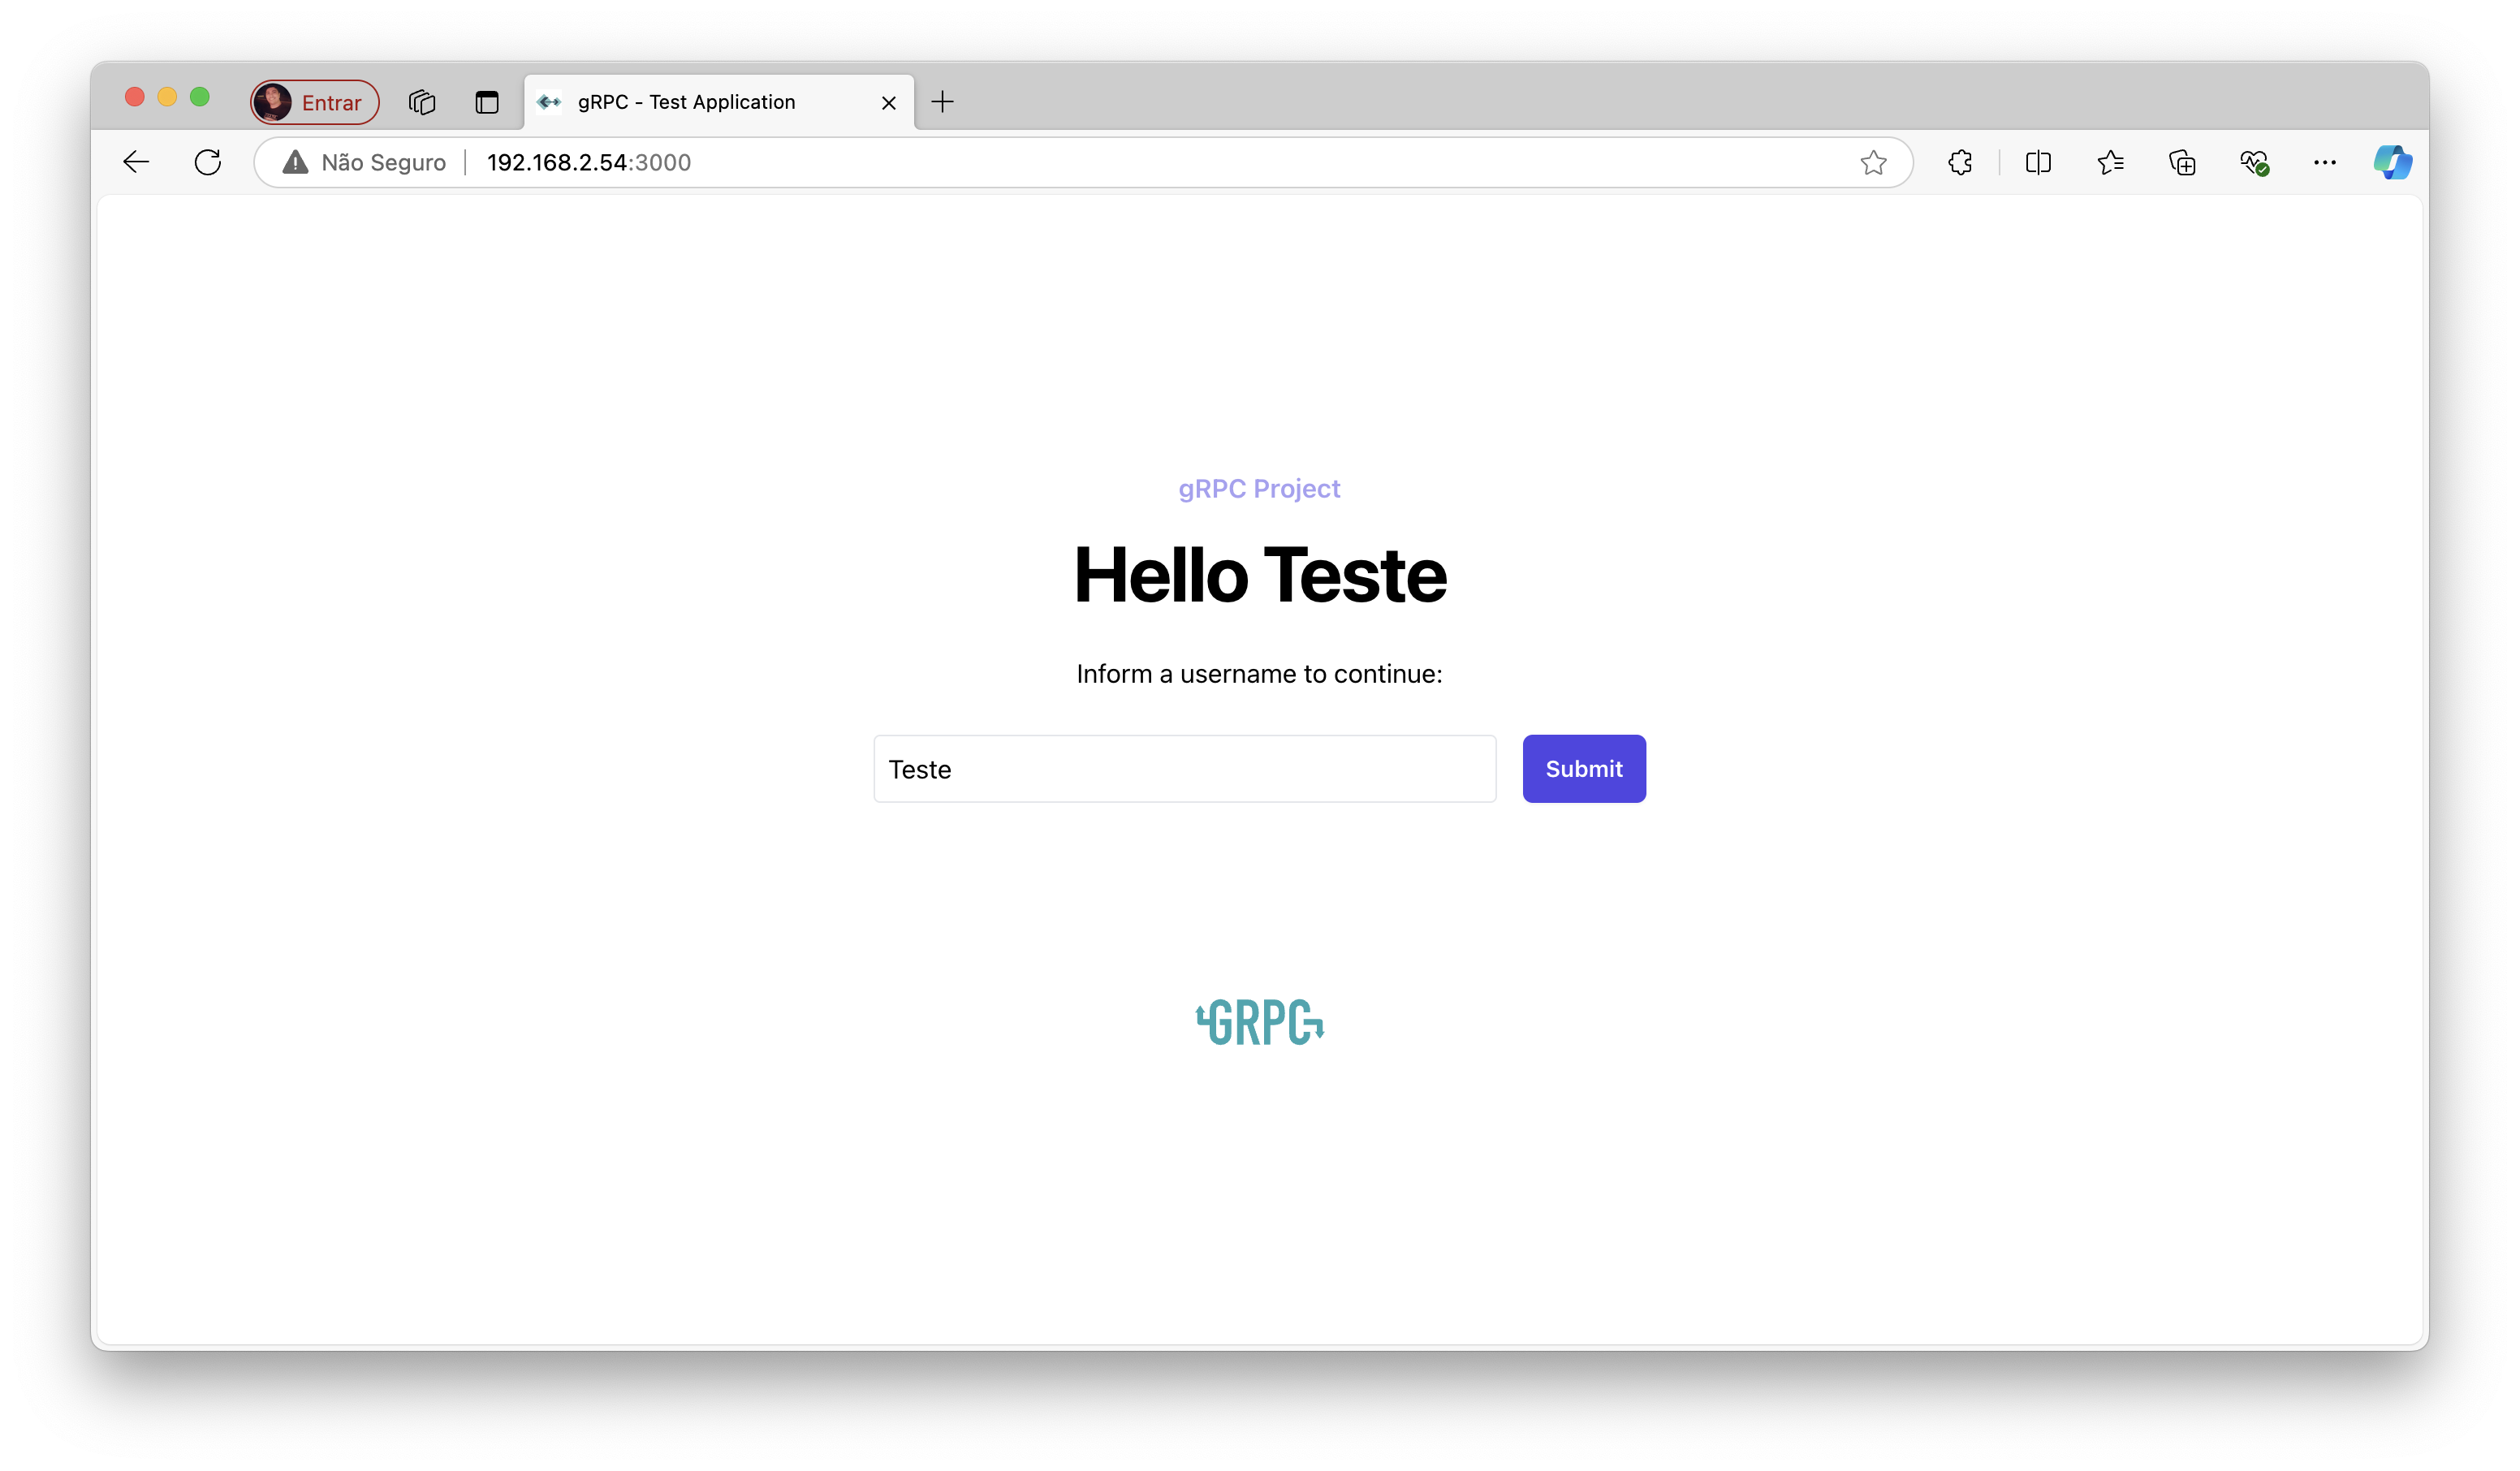 Entrar
gRPC - Test Application
Não Seguro
192.168.2.54:3000
gRPC Project
Hello Teste
Inform a username to continue:
Teste
Submit
GRPC